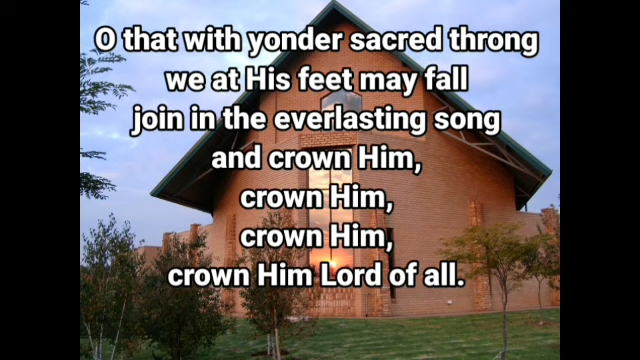 O that with yonder sacred throng
we at His feet may fall
join in the everlasting song
and crown Him,
crown Him,
crown Him,
crown Him Lord of all.